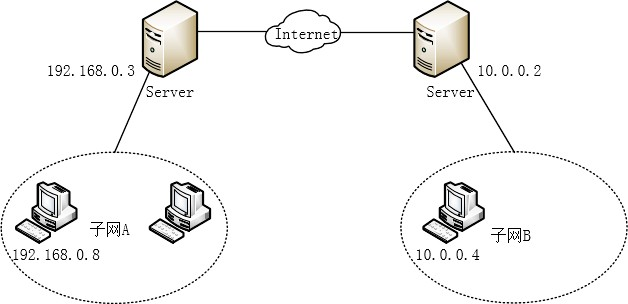 Internet
192.168.0.3
10.0.0.2
Server
Server
子网A
子网B
192.168.0.8
10.0.0.4